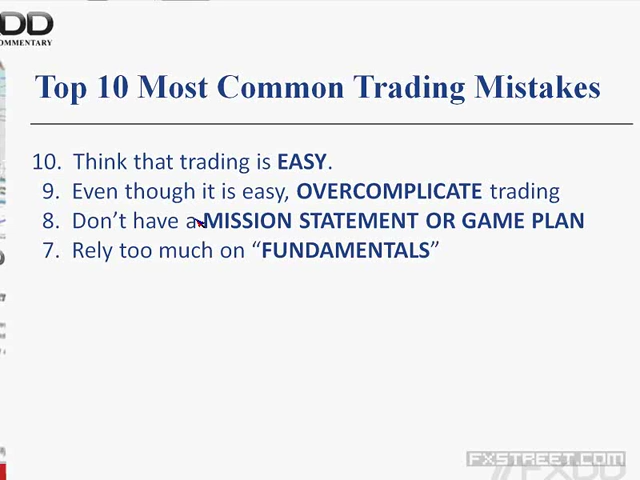 DD
OMMENTARY
Top 10 Most Common Trading Mistakes
10. Think that trading is EASY.
9. Even though it is easy, OVERCOMPLICATE trading
8. Don't have a MISSION STATEMENT OR GAME PLAN
7. Rely too much on “FUNDAMENTALS”
FXSTREET.COM
FXDD